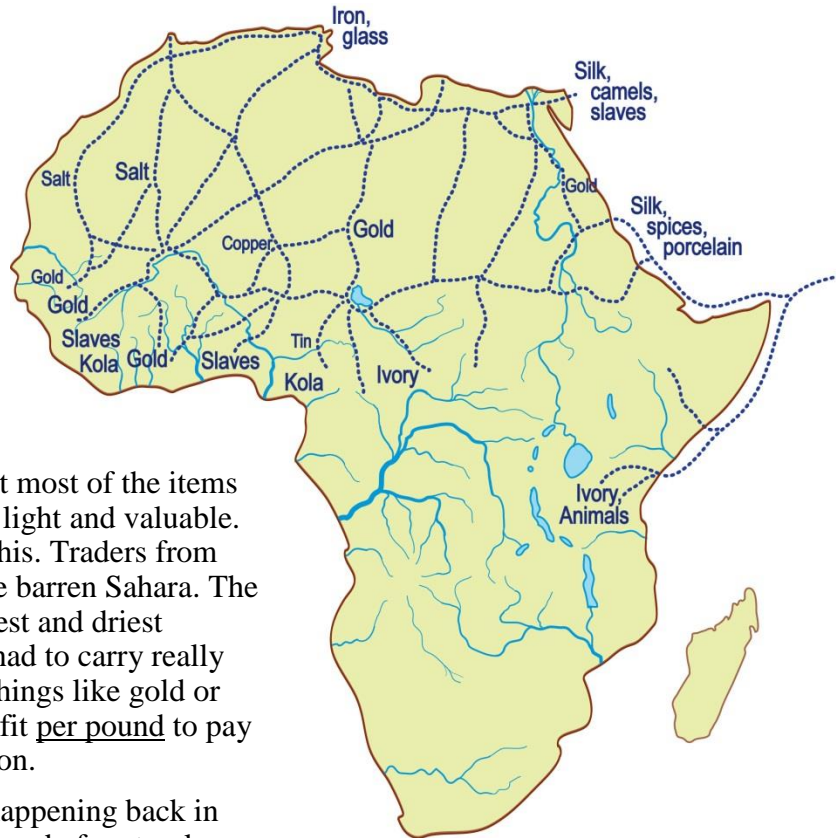 Iron,
glass
Silk,
camels,
slaves
Salt
Salt
Gold
Silk,
spices,
porcelain
Copper
Gold
Gold
Gold
Slaves
Kola
Gold
Slaves
Tin
Kola
Ivory
Ivory,
Animals
t most of the items
light and valuable.
his. Traders from
e barren Sahara. The
est and driest
had to carry really
hings like gold or
fit per pound to pay
on.
appening back in